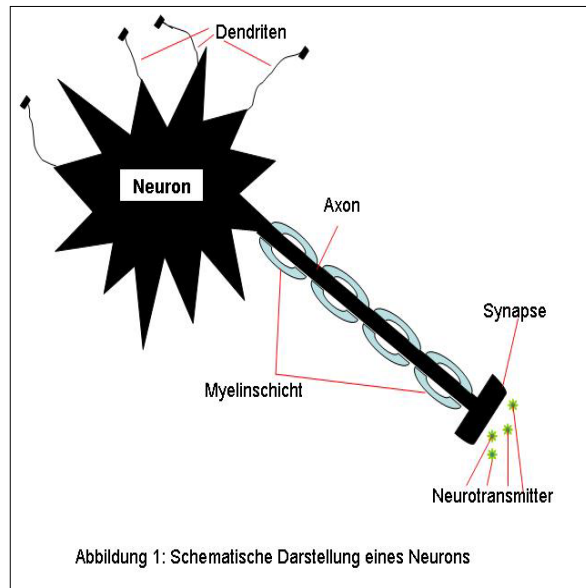 Dendriten
Neuron
Axon
Synapse
Myelinschicht
Neurotransmitter
Abbildung 1: Schematische Darstellung eines Neurons